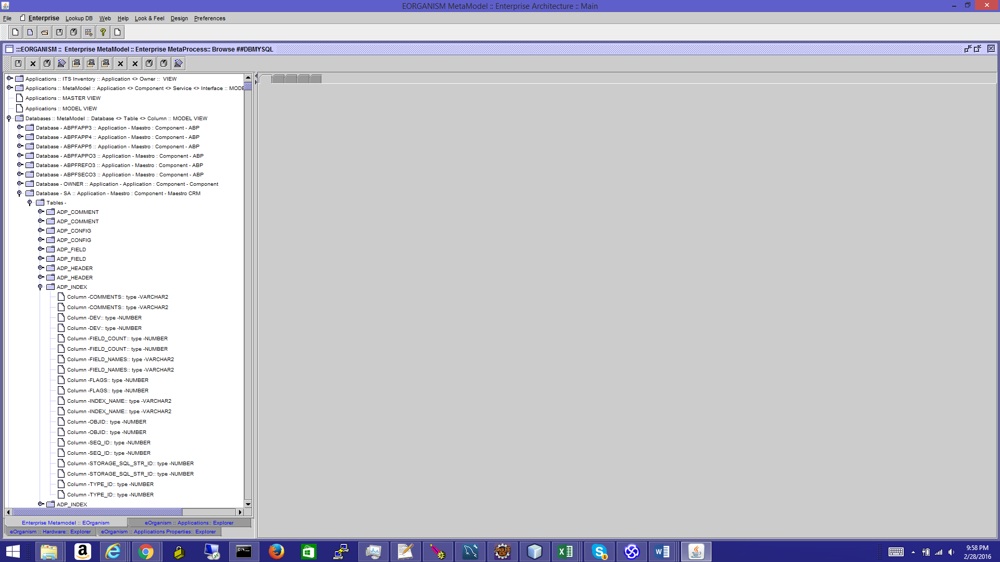 EORGANISM MetaModel :: Enterprise Architecture :: Main
File Enterprise Lookup DB Web Help Look & Feel Design Preferences
:::EORGANISM :: Enterprise MetaModel :: Enterprise MetaProcess:: Browse ##DBMYSQL
Applications :: ITS Inventory :: Application <> Owner :: VIEW
Applications :: MetaModel :: Application <> Component <> Service <> Interface :: MODE
Applications :: MASTER VIEW
Applications :: MODEL VIEW
Databases :: MetaModel :: Database <> Table <> Column :: MODEL VIEW
Database - ABPFAPP3 :: Application - Maestro : Component - ABP
Database - ABPFAPP4 :: Application - Maestro : Component - ABP
Database - ABPFAPP5 :: Application - Maestro : Component - ABP
Database - ABPFAPPO3 :: Application - Maestro : Component - ABP
Database - ABPFREFO3 :: Application - Maestro : Component - ABP
Database - ABPFSECO3 :: Application - Maestro : Component - ABP
Database - OWNER :: Application - Application : Component - Component
Database - SA :: Application - Maestro : Component - Maestro CRM
Tables -
ADP_COMMENT
ADP_COMMENT
ADP_CONFIG
ADP_CONFIG
ADP_FIELD
ADP_FIELD
ADP_HEADER
ADP_HEADER
ADP_INDEX
Column -COMMENTS:: type -VARCHAR2
Column -COMMENTS:: type -VARCHAR2
Column -DEV:: type -NUMBER
Column -DEV:: type -NUMBER
Column -FIELD_COUNT:: type -NUMBER
Column -FIELD_COUNT:: type -NUMBER
Column -FIELD_NAMES:: type -VARCHAR2
Column -FIELD_NAMES:: type -VARCHAR2
Column -FLAGS:: type -NUMBER
Column -FLAGS:: type -NUMBER
Column -INDEX_NAME:: type -VARCHAR2
Column -INDEX_NAME:: type -VARCHAR2
Column -OBJID:: type -NUMBER
Column -OBJID:: type -NUMBER
Column -SEQ_ID:: type -NUMBER
Column -SEQ_ID:: type -NUMBER
Column -STORAGE_SQL_STR_ID:: type -NUMBER
Column -STORAGE_SQL_STR_ID:: type -NUMBER
Column -TYPE_ID:: type -NUMBER
Column -TYPE_ID:: type -NUMBER
ADP_INDEX
Enterprise Metamodel :: EOrganism eOrganism :: Applications:: Explorer
eOrganism :: Hardware:: Explorer eOrganism :: Applications Properties:: Explorer
Java EE
IDE
9:58 PM
2/28/2016